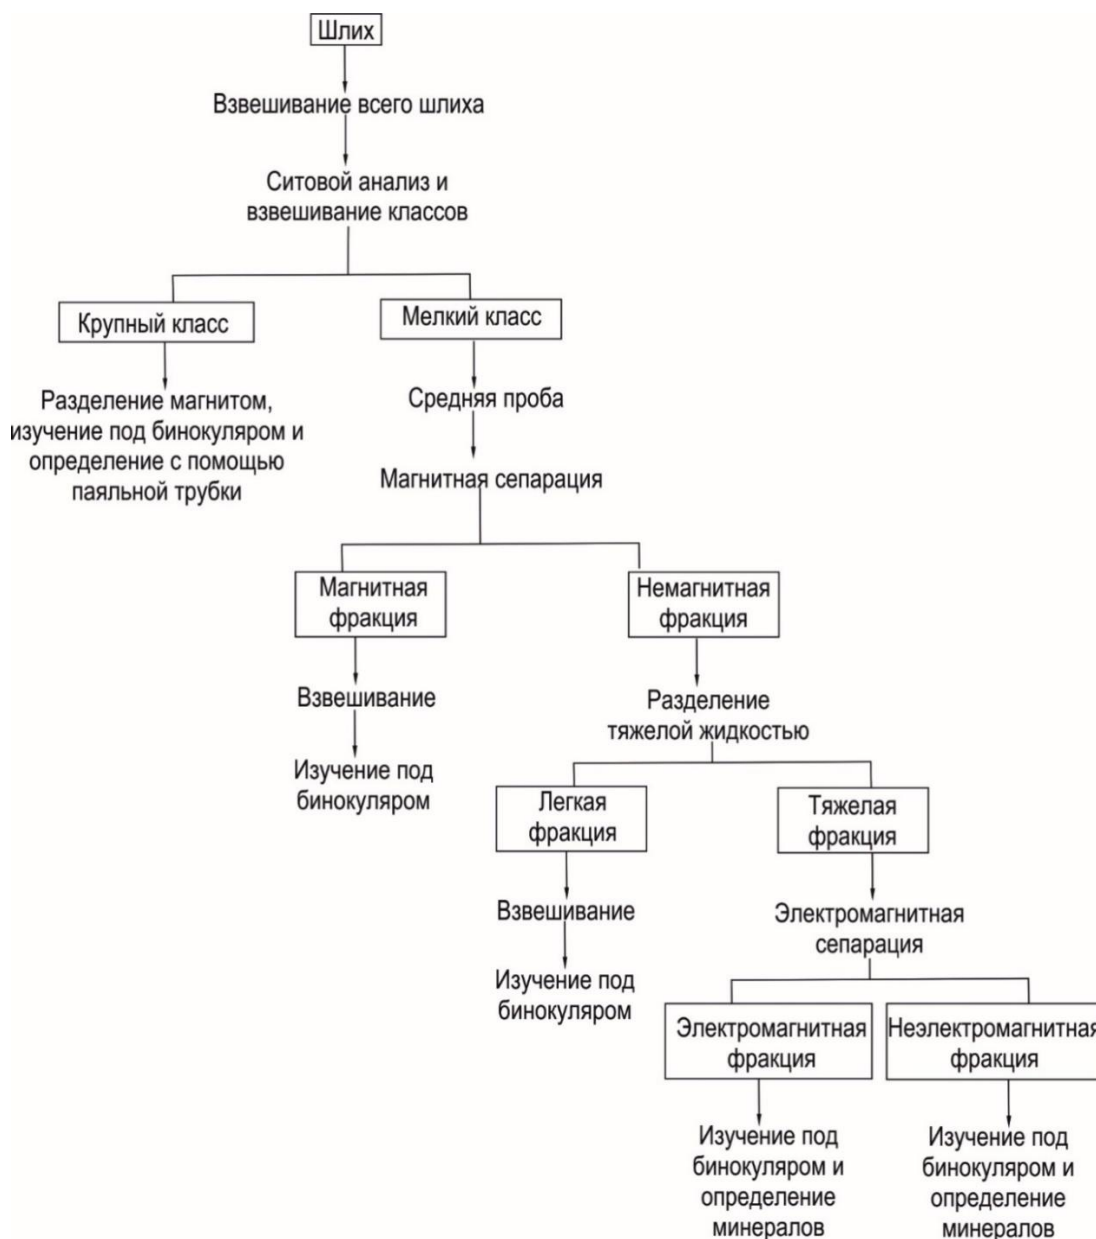 Шлих
Взвешивание всего шлиха
Ситовой анализ и
взвешивание классов
Крупный класс
Мелкий класс
Разделение магнитом,
изучение под бинокуляром и
определение с помощью
паяльной трубки
Средняя проба
Магнитная сепарация
Магнитная
фракция
Немагнитная
фракция
Взвешивание
Изучение под
бинокуляром
Разделение
тяжелой жидкостью
Легкая
фракция
Тяжелая
фракция
Взвешивание
Изучение под
бинокуляром
Электромагнитная
сепарация
Электромагнитная
фракция
Неэлектромагнитная
фракция
Изучение под
бинокуляром и
определение
минералов
Изучение под
бинокуляром и
определение
минералов